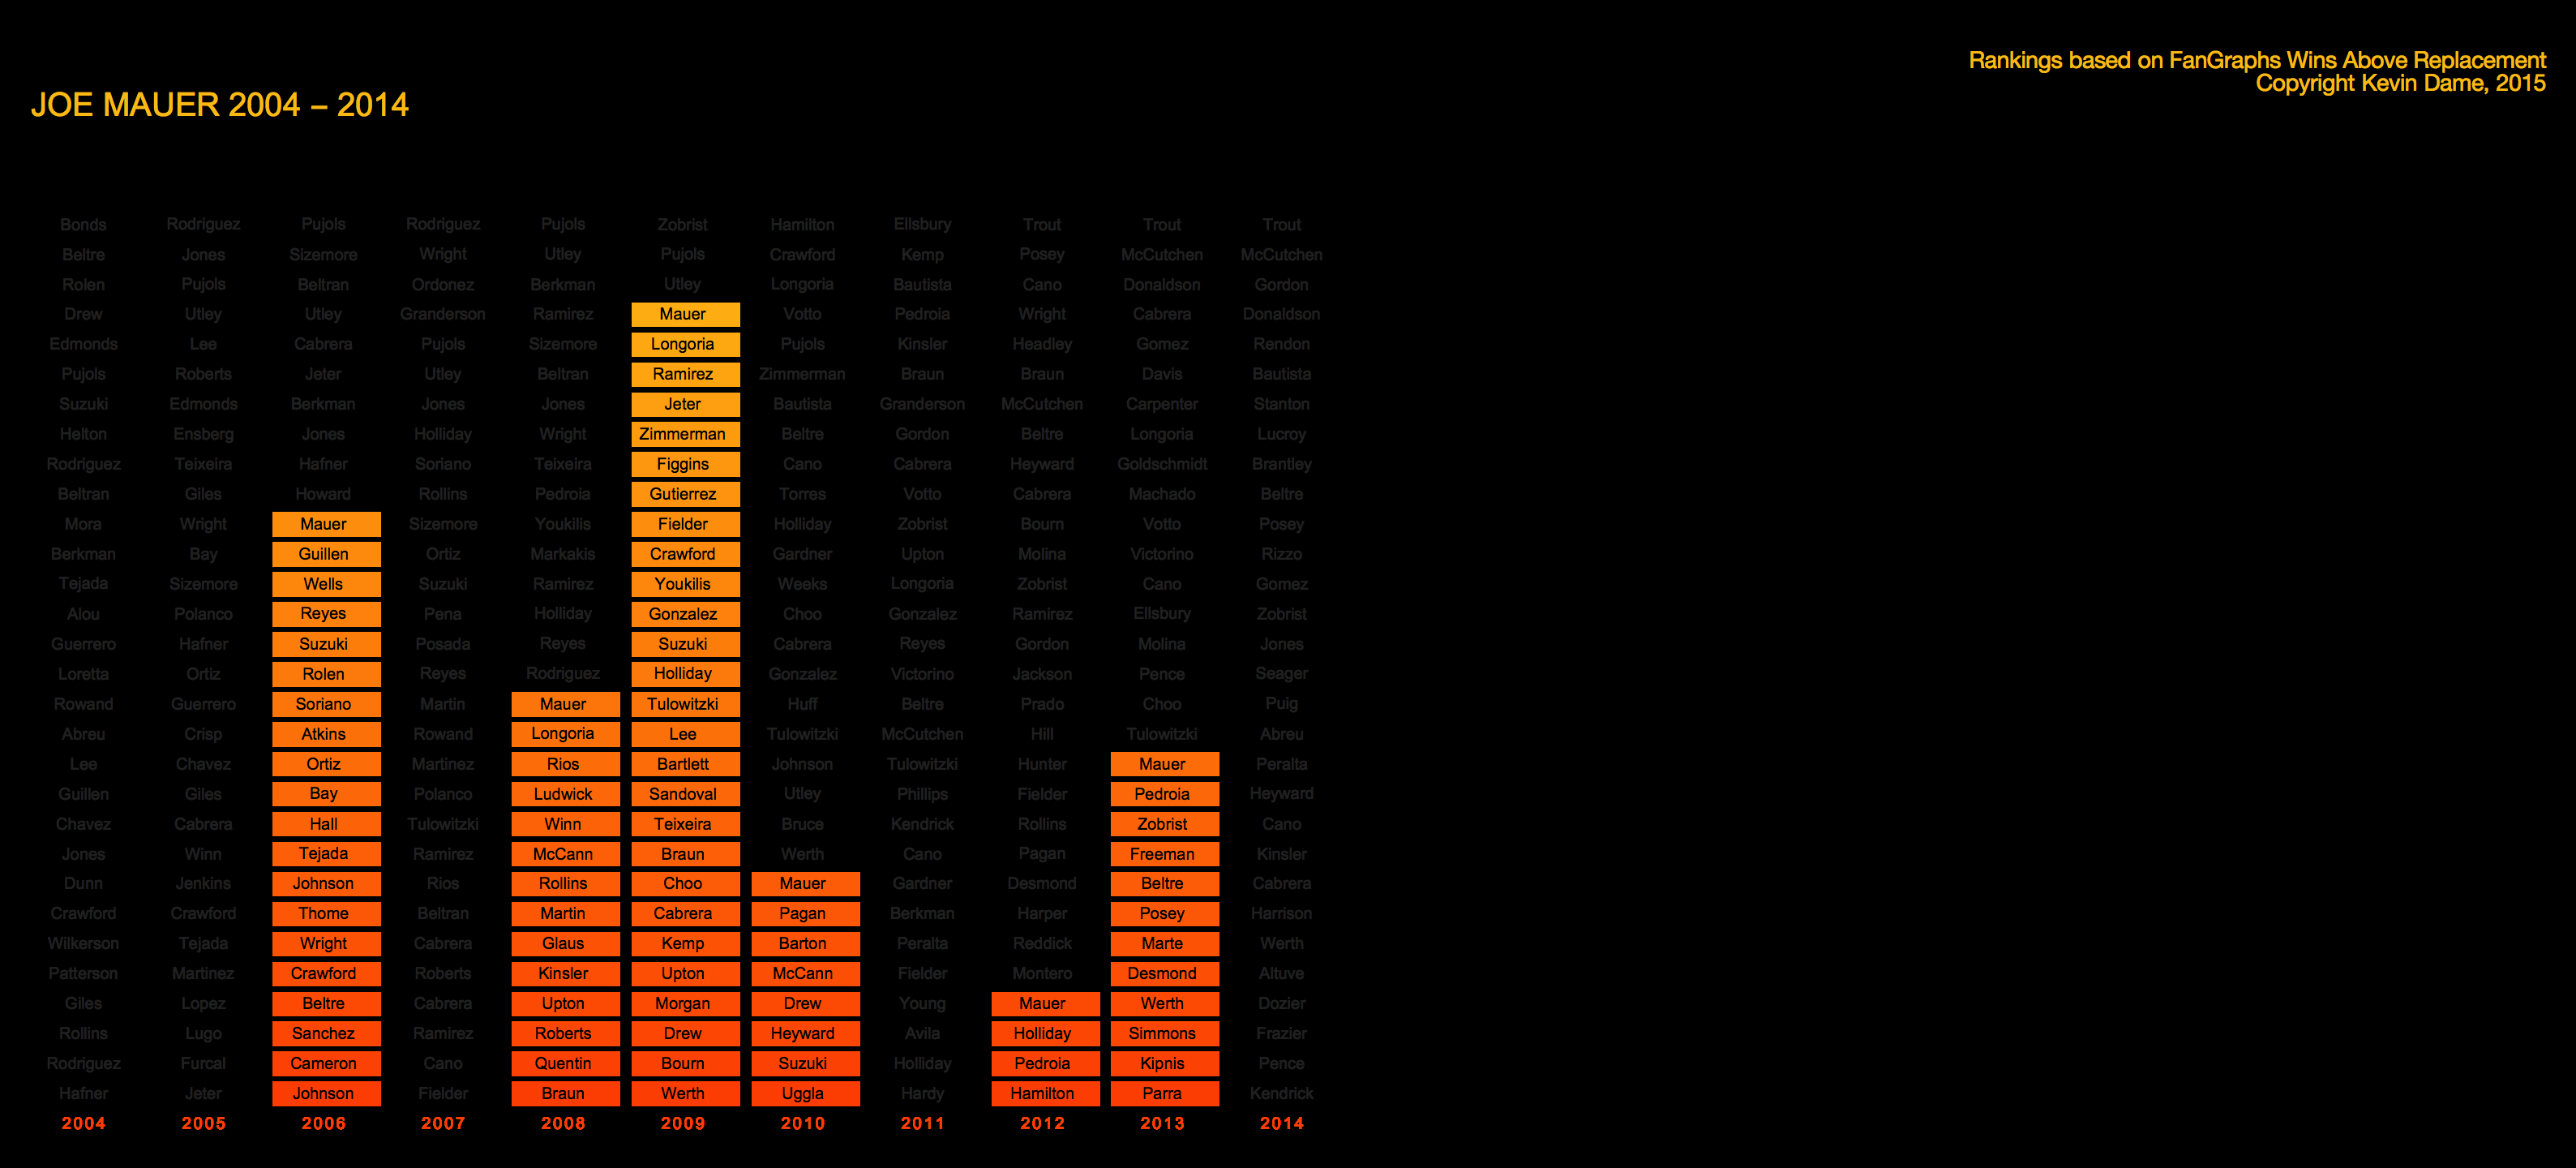 Rankings based on FanGraphs Wins Above Replacement
Copyright Kevin Dame, 2015
JOE MAUER 2004 – 2014
Bonds Rodriguez Pujols Rodriguez Pujols Zobrist Hamilton Ellsbury Trout Trout Trout
Beltre Jones Sizemore Wright Utley Pujols Crawford Kemp Posey McCutchen McCutchen
Rolen Pujols Beltran Ordonez Berkman Utley Longoria Bautista Cano Donaldson Gordon
Drew Utley Utley Granderson Ramirez Mauer Votto Pedroia Wright Cabrera Donaldson
Edmonds Lee Cabrera Pujols Sizemore Longoria Pujols Kinsler Headley Gomez Rendon
Pujols Roberts Jeter Utley Beltran Ramirez Zimmerman Braun Braun Davis Bautista
Suzuki Edmonds Berkman Jones Jones Jeter Bautista Granderson McCutchen Carpenter Stanton
Helton Ensberg Jones Holliday Wright Zimmerman Beltre Gordon Beltre Longoria Lucroy
Rodriguez Teixeira Hafner Soriano Teixeira Figgins Cano Cabrera Heyward Goldschmidt Brantley
Beltran Giles Howard Rollins Pedroia Gutierrez Torres Votto Cabrera Machado Beltre
Mora Wright Mauer Sizemore Youkilis Fielder Holliday Zobrist Bourn Votto Posey
Berkman Bay Guillen Ortiz Markakis Crawford Gardner Upton Molina Victorino Rizzo
Tejada Sizemore Wells Suzuki Ramirez Youkilis Weeks Longoria Zobrist Cano Gomez
Alou Polanco Reyes Pena Holliday Gonzalez Choo Gonzalez Ramirez Ellsbury Zobrist
Guerrero Hafner Suzuki Posada Reyes Suzuki Cabrera Reyes Gordon Molina Jones
Loretta Ortiz Rolen Reyes Rodriguez Holliday Gonzalez Victorino Jackson Pence Seager
Rowand Guerrero Soriano Martin Mauer Tulowitzki Huff Beltre Prado Choo Puig
Abreu Crisp Atkins Rowand Longoria Lee Tulowitzki McCutchen Hill Tulowitzki Abreu
Lee Chavez Ortiz Martinez Rios Bartlett Johnson Tulowitzki Hunter Mauer Peralta
Guillen Giles Bay Polanco Ludwick Sandoval Utley Phillips Fielder Pedroia Heyward
Chavez Cabrera Hall Tulowitzki Winn Teixeira Bruce Kendrick Rollins Zobrist Cano
Jones Winn Tejada Ramirez McCann Braun Werth Cano Pagan Freeman Kinsler
Dunn Jenkins Johnson Rios Rollins Choo Mauer Gardner Desmond Beltre Cabrera
Crawford Crawford Thome Beltran Martin Cabrera Pagan Berkman Harper Posey Harrison
Wilkerson Tejada Wright Cabrera Glaus Kemp Barton Peralta Reddick Marte Werth
Patterson Martinez Crawford Roberts Kinsler Upton McCann Fielder Montero Desmond Altuve
Giles Lopez Beltre Cabrera Upton Morgan Drew Young Mauer Werth Dozier
Rollins Lugo Sanchez Ramirez Roberts Drew Heyward Avila Holliday Simmons Frazier
Rodriguez Furcal Cameron Cano Quentin Bourn Suzuki Holliday Pedroia Kipnis Pence
Hafner Jeter Johnson Fielder Braun Werth Uggla Hardy Hamilton Parra Kendrick
2004 2005 2006 2007 2008 2009 2010 2011 2012 2013 2014